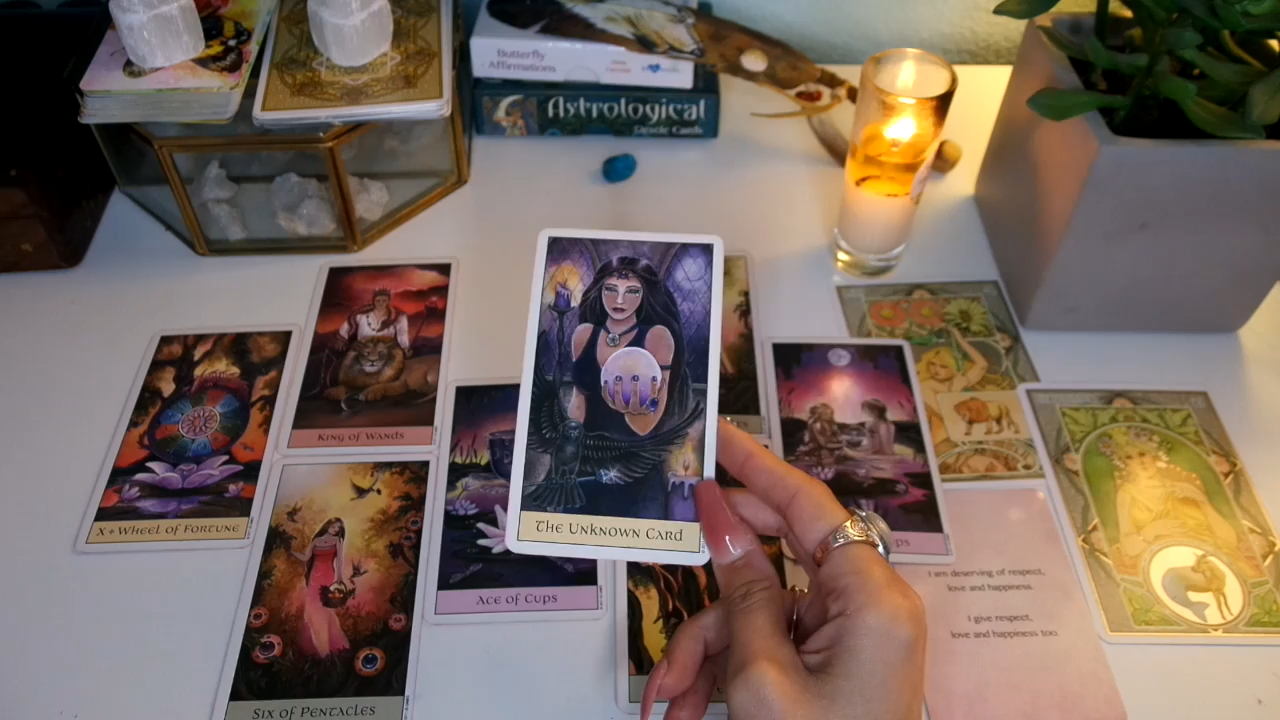 Butterfly
Affirmations
Astrological
Oracle Cards
KING OF WANDS
X + WHEEL OF FORTUNE
THE UNKNOWN CARD
ACE OF CUPS
SIX OF PENTACLES
I am deserving of respect,
love and happiness.
I give respect,
love and happiness too.